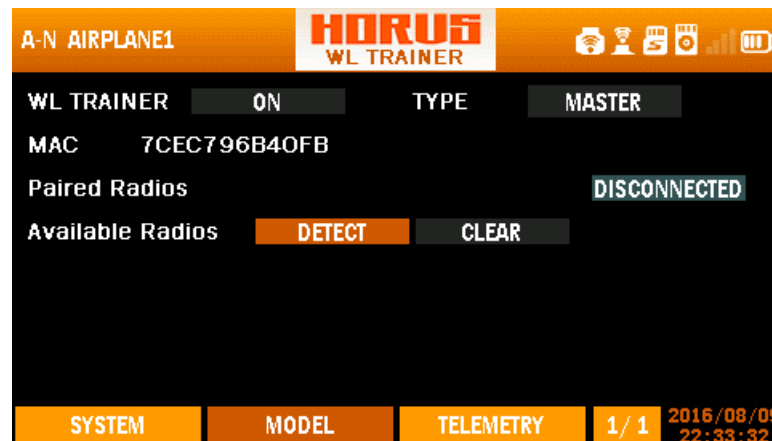 A-N AIRPLANE1
HORUS
WL TRAINER
WL TRAINER ON TYPE MASTER
MAC 7CEC796B40FB
Paired Radios DISCONNECTED
Available Radios DETECT CLEAR
SYSTEM MODEL TELEMETRY 1/1 2016/08/09
22:33:32